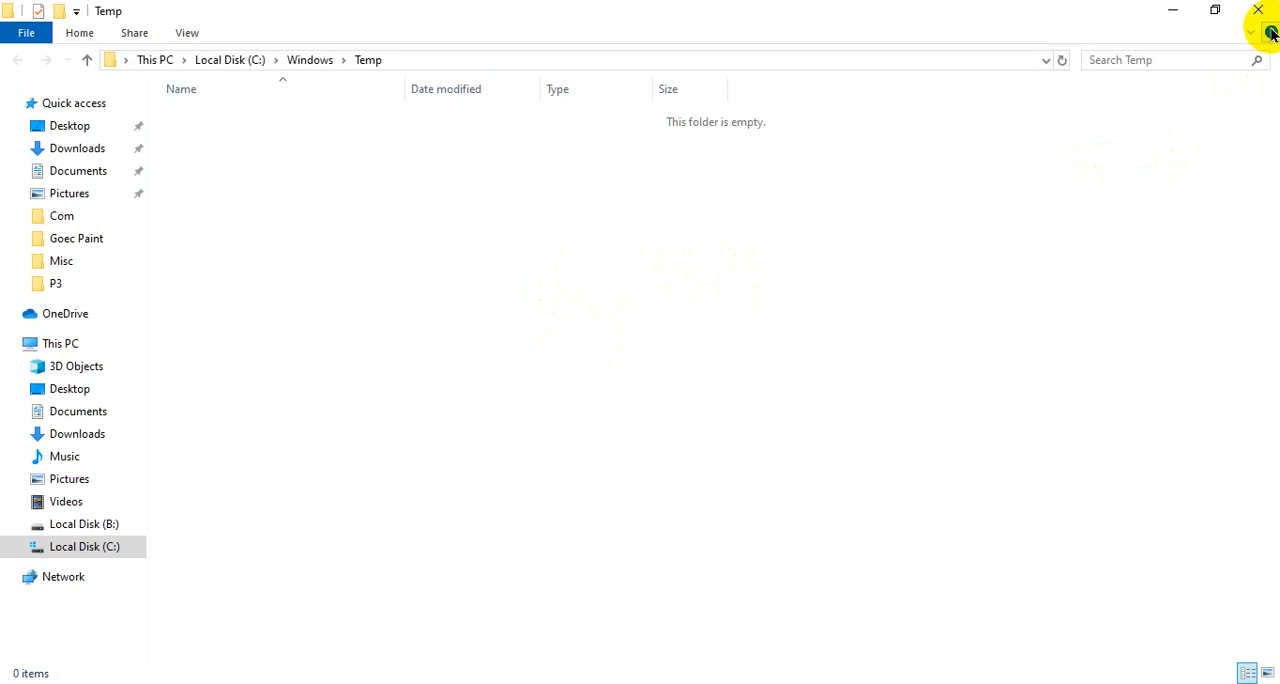 Temp
File Home Share View
This PC Local Disk (C:) Windows Temp Search Temp
Name Date modified Type Size
This folder is empty.
Quick access
Desktop
Downloads
Documents
Pictures
Com
Goec Paint
Misc
P3
OneDrive
This PC
3D Objects
Desktop
Documents
Downloads
Music
Pictures
Videos
Local Disk (B:)
Local Disk (C:)
Network
0 items